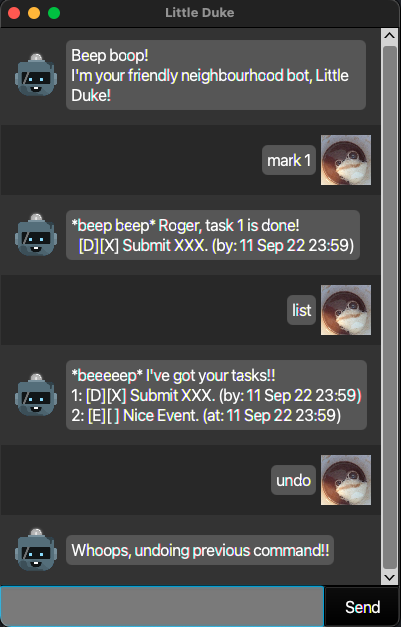 Little Duke
Beep boop!
I'm your friendly neighbourhood bot, Little
Duke!
mark 1
*beep beep* Roger, task 1 is done!
[D][X] Submit XXX. (by: 11 Sep 22 23:59)
list
*beeeeep* I've got your tasks!!
1: [D][X] Submit XXX. (by: 11 Sep 22 23:59)
2: [E][ ] Nice Event. (at: 11 Sep 22 23:59)
undo
Whoops, undoing previous command!!
Send